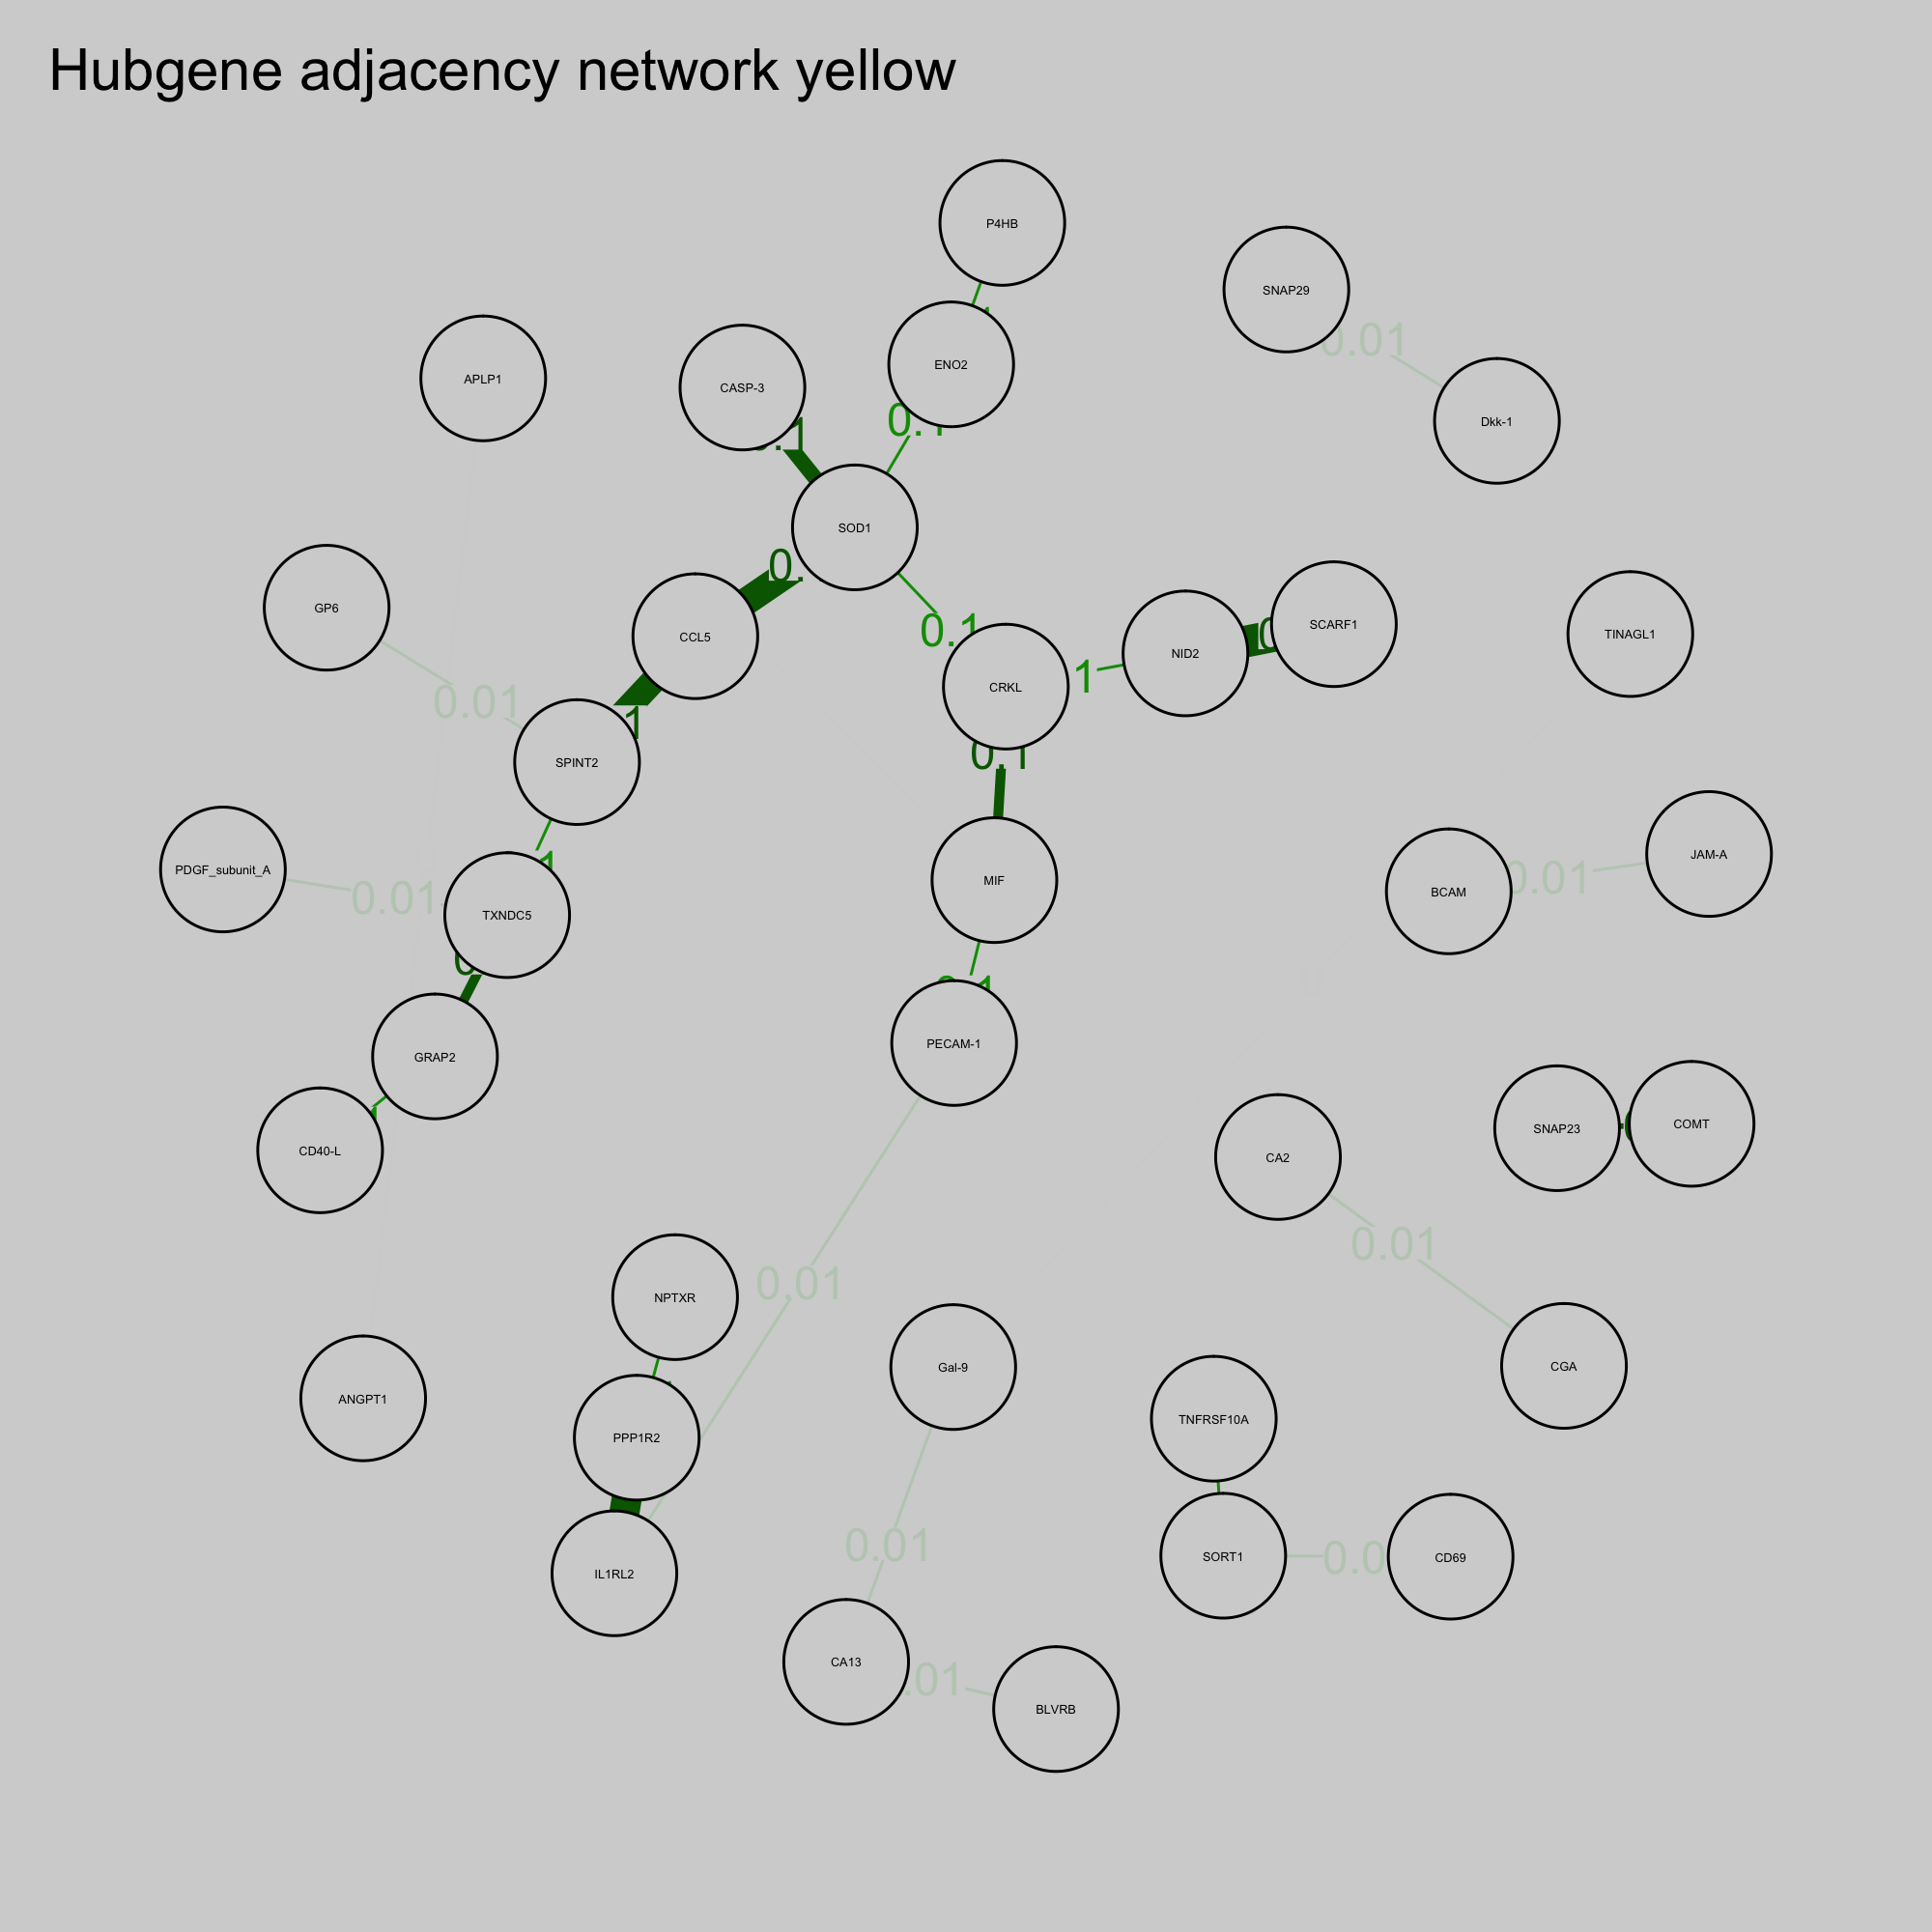 Hubgene adjacency network yellow
P4HB
SNAP29
0.01
ENO2
APLP1
CASP-3
Dkk-1
0.1
SOD1
0.
GP6
SCARF1
0.1
TINAGL1
CCL5
NID2
1
CRKL
0.01
1
0.1
SPINT2
JAM-A
PDGF_subunit_A
0.01
MIF
BCAM
0.01
TXNDC5
PECAM-1
GRAP2
SNAP23
COMT
CD40-L
CA2
0.01
0.01
NPTXR
Gal-9
CGA
ANGPT1
TNFRSF10A
PPP1R2
0.01
SORT1
0.0
CD69
IL1RL2
CA13
01
BLVRB